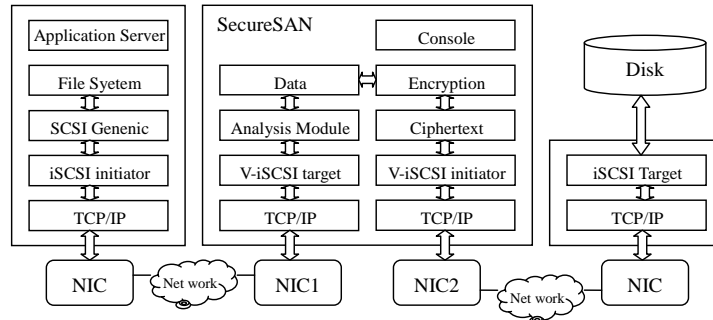 Application Server
File Syetem
SCSI Genenic
iSCSI initiator
TCP/IP
NIC
Net work
SecureSAN
Console
Data
Encryption
Analysis Module
Ciphertext
V-iSCSI target
V-iSCSI initiator
TCP/IP
TCP/IP
NIC1
NIC2
Net work
Disk
iSCSI Target
TCP/IP
NIC